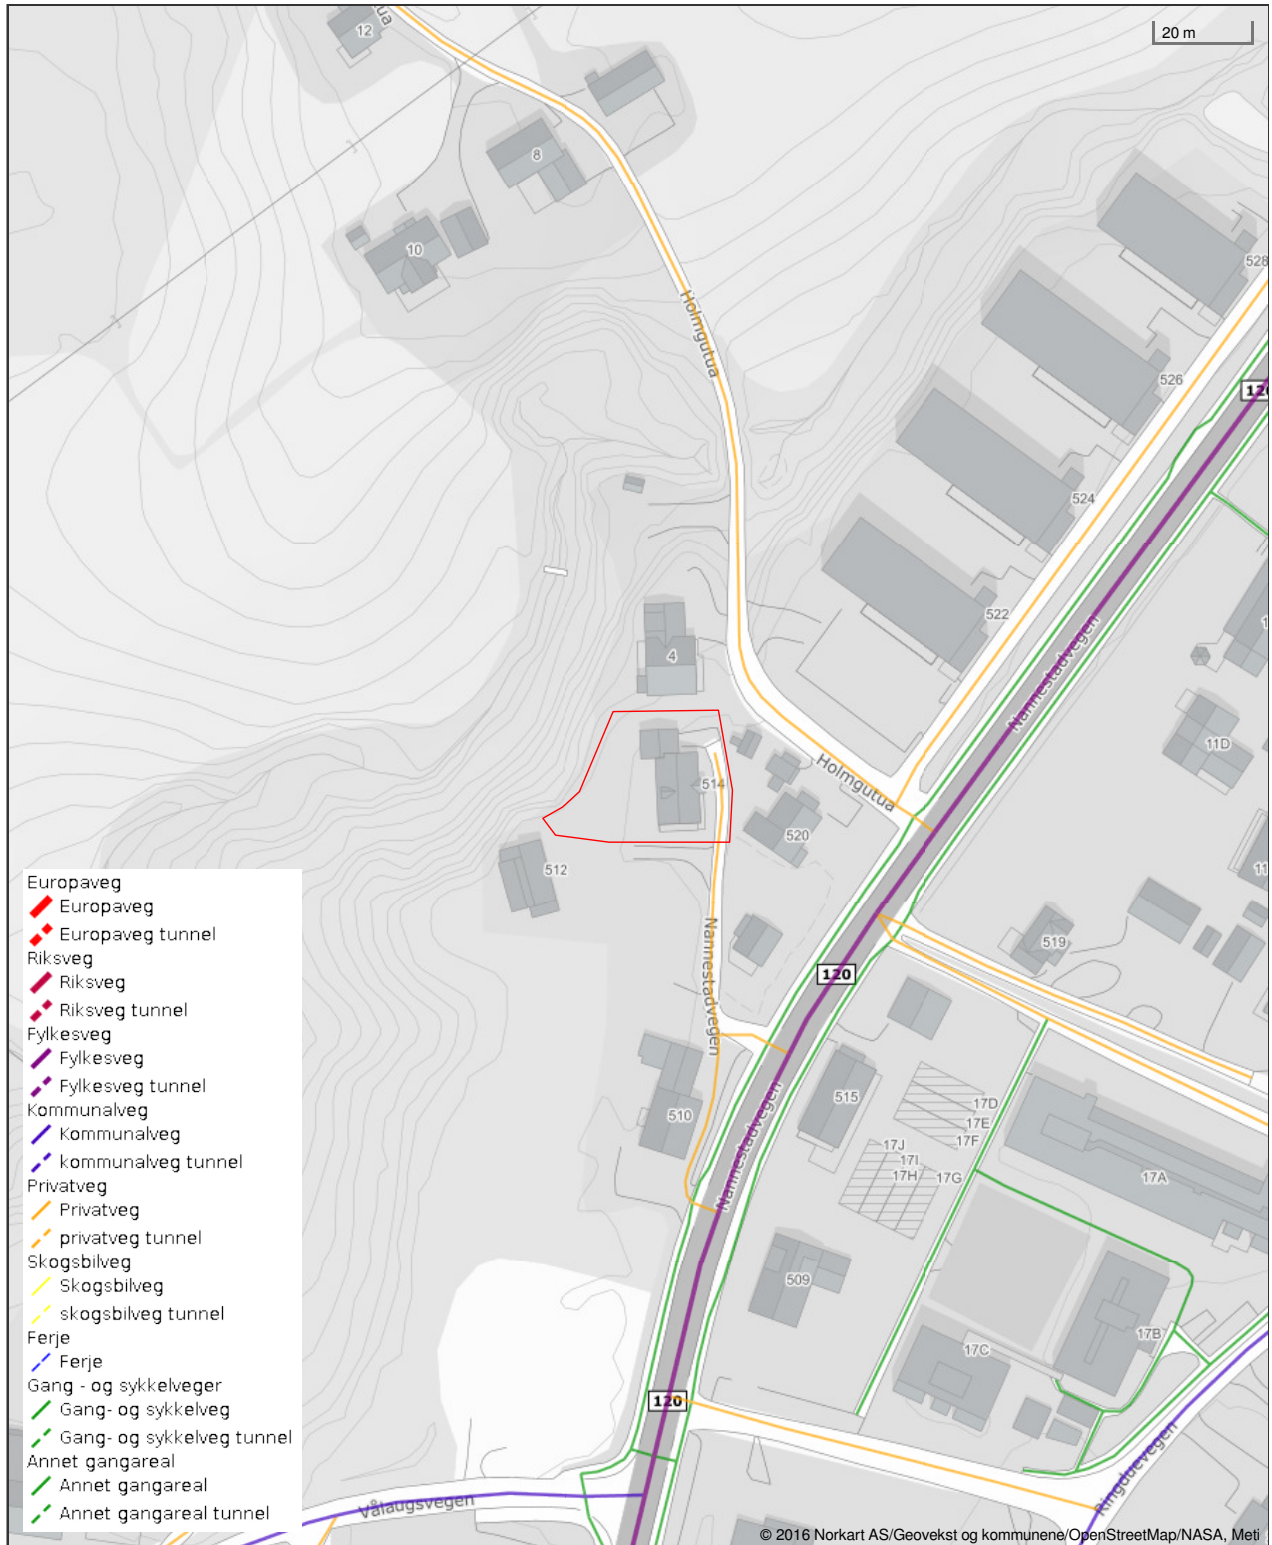 12
ua
20 m
8
10
Holmgutua
528
526
120
524
522
4
Nannestadvegen
11D
514
Holmgutua
520
512
11
519
120
Nannestadvegen
510
Nannestadvegen
515
17D
17E
17F
17J
17I
17H
17G
17A
509
17B
17C
120
Ringduevegen
Vålaugsvegen
Europaveg
Europaveg
Europaveg tunnel
Riksveg
Riksveg
Riksveg tunnel
Fylkesveg
Fylkesveg
Fylkesveg tunnel
Kommunalveg
Kommunalveg
kommunalveg tunnel
Privatveg
Privatveg
privatveg tunnel
Skogsbilveg
Skogsbilveg
skogsbilveg tunnel
Ferje
Ferje
Gang - og sykkelveger
Gang- og sykkelveg
Gang- og sykkelveg tunnel
Annet gangareal
Annet gangareal
Annet gangareal tunnel
© 2016 Norkart AS/Geovekst og kommunene/OpenStreetMap/NASA, Meti